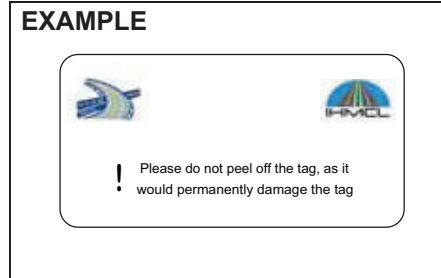 EXAMPLE
IHMCL
! Please do not peel off the tag, as it
would permanently damage the tag